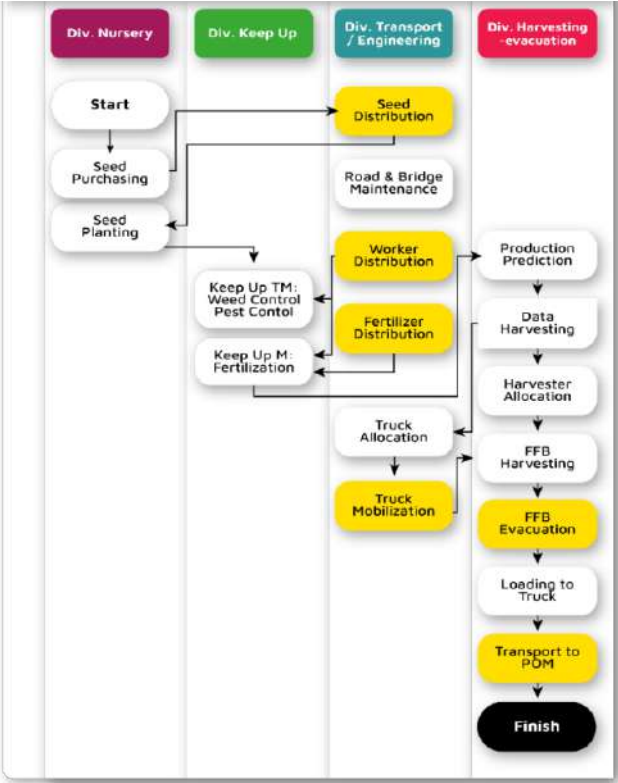 Div. Nursery
Div. Keep Up
Div. Transport
/ Engineering
Div. Harvesting
-evacuation
Start
Seed
Distribution
Seed
Purchasing
Road & Bridge
Maintenance
Seed
Planting
Worker
Distribution
Production
Prediction
Keep Up TM:
Weed Control
Pest Contol
Fertilizer
Distribution
Data
Harvesting
Keep Up M:
Fertilization
Harvester
Allocation
Truck
Allocation
FFB
Harvesting
Truck
Mobilization
FFB
Evacuation
Loading to
Truck
Transport to
POM
Finish